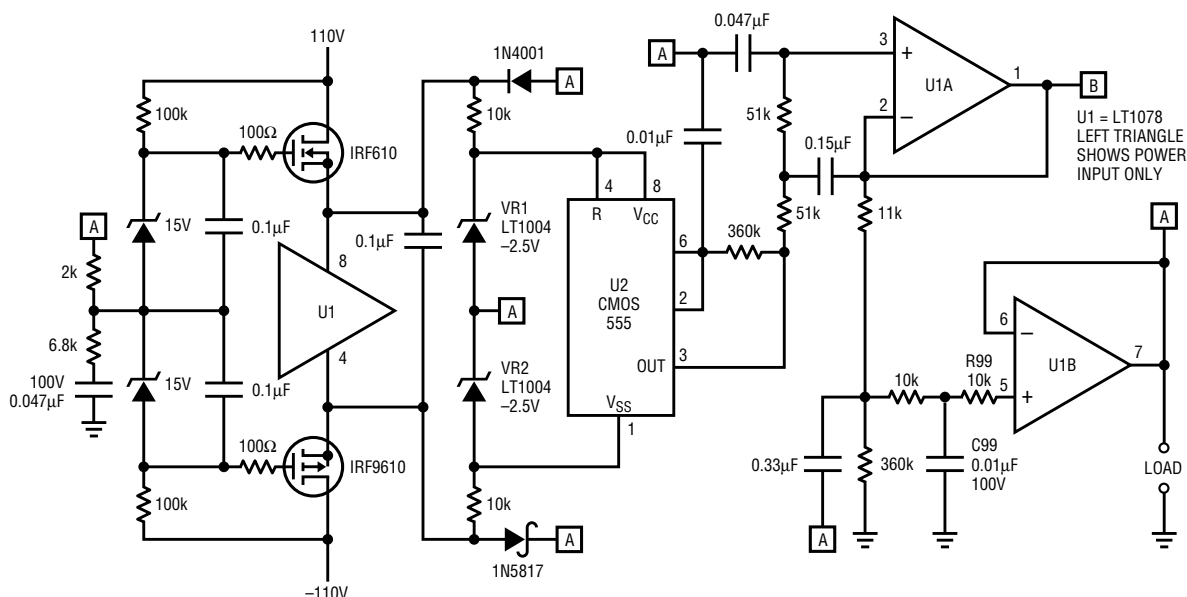 110V
100k
100Ω
IRF610
A
15V
0.1µF
2k
6.8k
100V
0.047µF
15V
0.1µF
8
U1
4
100Ω
IRF9610
100k
–110V
0.1µF
1N4001
A
10k
VR1
LT1004
–2.5V
A
VR2
LT1004
–2.5V
10k
1N5817
A
4
8
R
VCC
6
U2
CMOS
555
2
OUT
3
VSS
1
A
0.047µF
0.01µF
360k
51k
51k
0.15µF
3
+
U1A
1
2
–
B
U1 = LT1078
LEFT TRIANGLE
SHOWS POWER
INPUT ONLY
11k
A
6
–
U1B
7
5
+
10k
R99
10k
0.33µF
360k
C99
0.01µF
100V
A
LOAD